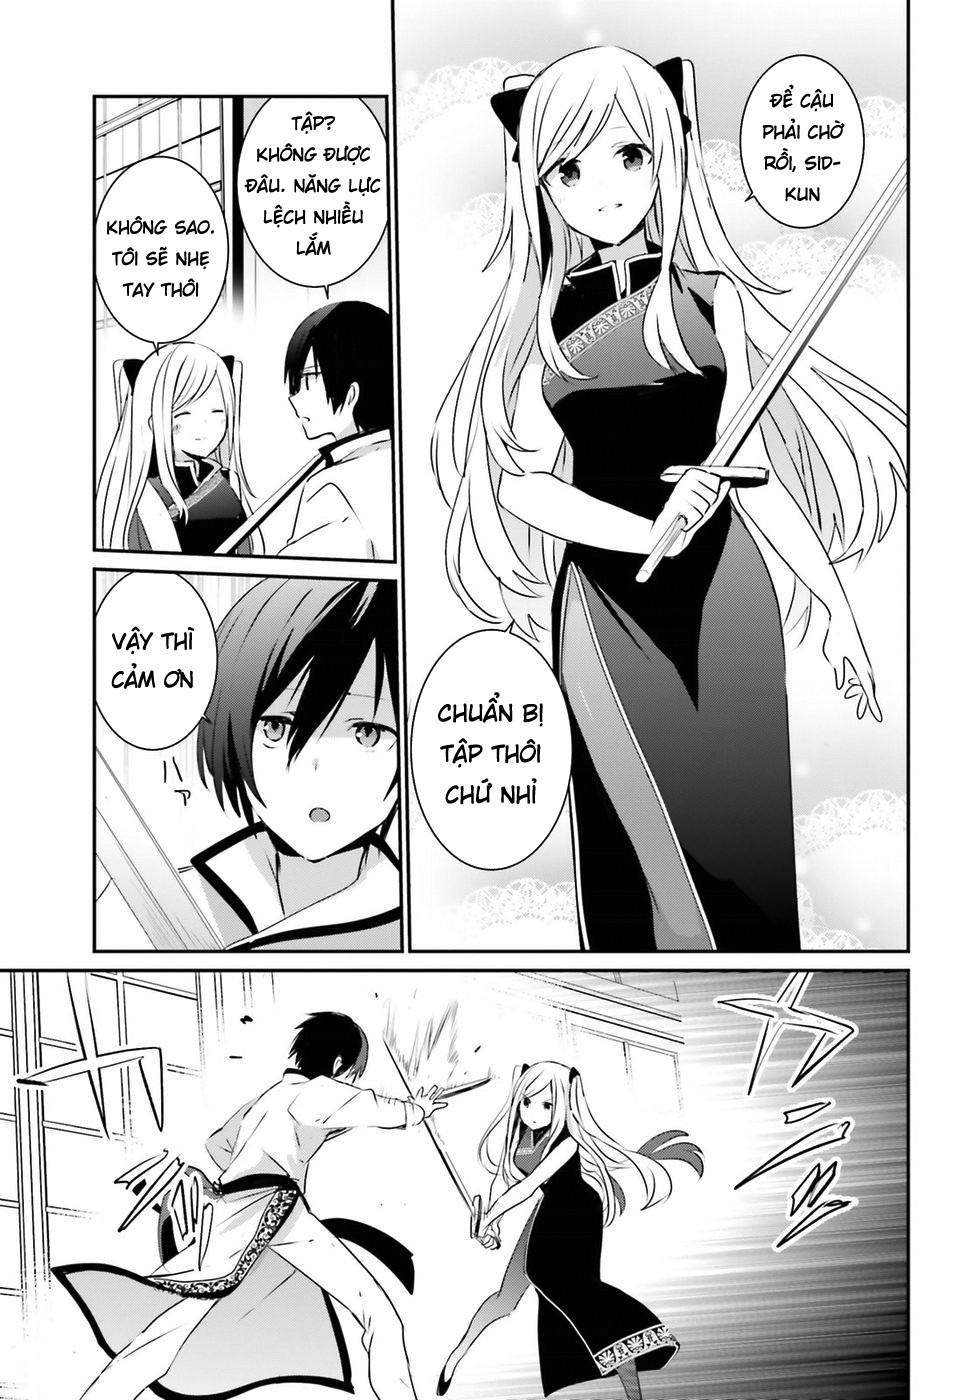 ĐỂ CẬU
PHẢI CHỜ
RỒI, SID-
KUN
CHUẨN BỊ
TẬP THÔI
CHỨ NHỈ
TẬP?
KHÔNG ĐƯỢC
ĐÂU. NĂNG LỰC
LỆCH NHIỀU
LẮM
KHÔNG SAO.
TÔI SẼ NHẸ
TAY THÔI
VẬY THÌ
CẢM ƠN